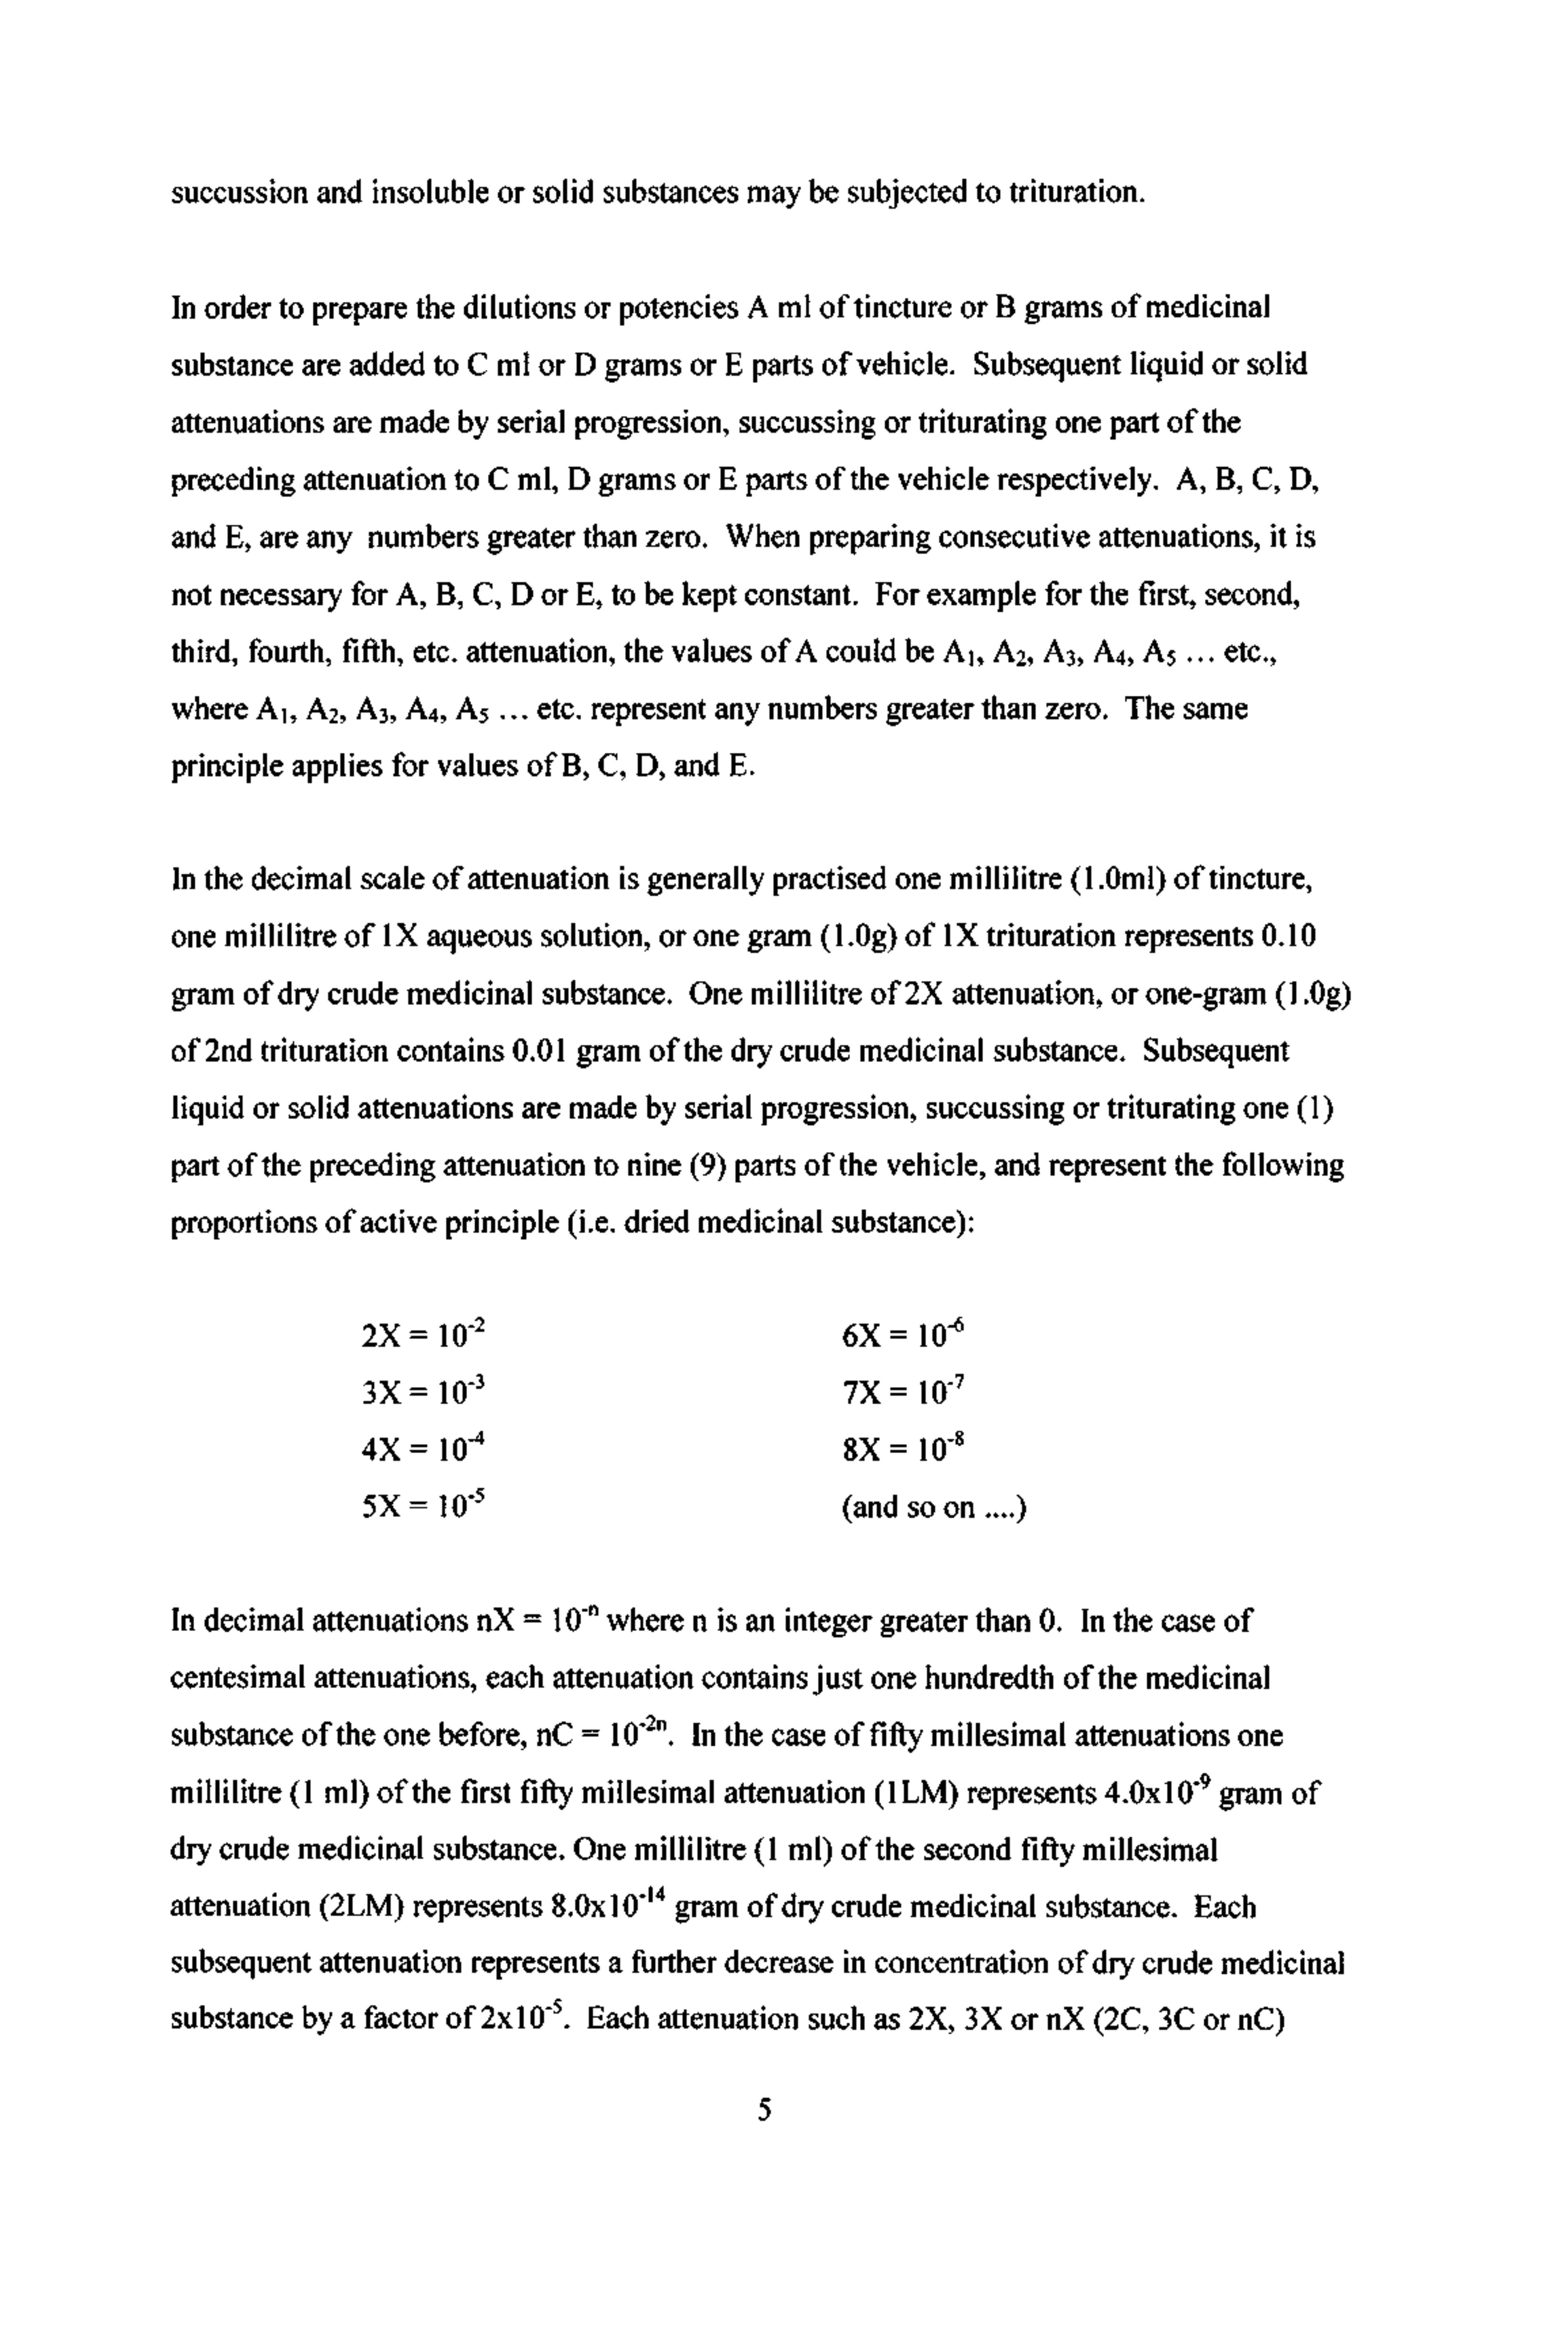 succussion and insoluble or solid substances may be subjected to trituration.
In order to prepare the dilutions or potencies A ml of tincture or B grams of medicinal
substance are added to C ml or D grams or E parts of vehicle. Subsequent liquid or solid
attenuations are made by serial progression, succussing or triturating one part of the
preceding attenuation to C ml, D grams or E parts of the vehicle respectively. A, B, C, D,
and E, are any numbers greater than zero. When preparing consecutive attenuations, it is
not necessary for A, B, C, D or E, to be kept constant. For example for the first, second,
third, fourth, fifth, etc. attenuation, the values of A could be A₁, A₂, A₃, A₄, A₅ ... etc.,
where A₁, A₂, A₃, A₄, A₅ ... etc. represent any numbers greater than zero. The same
principle applies for values of B, C, D, and E.
In the decimal scale of attenuation is generally practised one millilitre (1.0ml) of tincture,
one millilitre of 1X aqueous solution, or one gram (1.0g) of 1X trituration represents 0.10
gram of dry crude medicinal substance. One millilitre of 2X attenuation, or one-gram (1.0g)
of 2nd trituration contains 0.01 gram of the dry crude medicinal substance. Subsequent
liquid or solid attenuations are made by serial progression, succussing or triturating one (1)
part of the preceding attenuation to nine (9) parts of the vehicle, and represent the following
proportions of active principle (i.e. dried medicinal substance):
2X = 10⁻² 6X = 10⁻⁶
3X = 10⁻³ 7X = 10⁻⁷
4X = 10⁻⁴ 8X = 10⁻⁸
5X = 10⁻⁵ (and so on ....)
In decimal attenuations nX = 10⁻ⁿ where n is an integer greater than 0. In the case of
centesimal attenuations, each attenuation contains just one hundredth of the medicinal
substance of the one before, nC = 10⁻²ⁿ. In the case of fifty millesimal attenuations one
millilitre (1 ml) of the first fifty millesimal attenuation (1LM) represents 4.0x10⁻⁹ gram of
dry crude medicinal substance. One millilitre (1 ml) of the second fifty millesimal
attenuation (2LM) represents 8.0x10⁻¹⁴ gram of dry crude medicinal substance. Each
subsequent attenuation represents a further decrease in concentration of dry crude medicinal
substance by a factor of 2x10⁻⁵. Each attenuation such as 2X, 3X or nX (2C, 3C or nC)
5